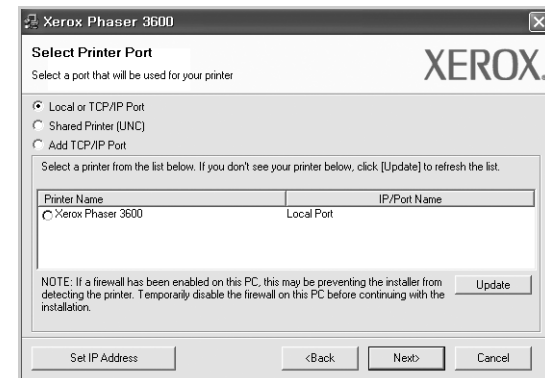 Xerox Phaser 3600
Select Printer Port
Select a port that will be used for your printer
XEROX.
Local or TCP/IP Port
Shared Printer (UNC)
Add TCP/IP Port
Select a printer from the list below. If you don't see your printer below, click [Update] to refresh the list.
Printer Name IP/Port Name
Xerox Phaser 3600 Local Port
NOTE: If a firewall has been enabled on this PC, this may be preventing the installer from
detecting the printer. Temporarily disable the firewall on this PC before continuing with the
installation.
Update
Set IP Address <Back Next> Cancel